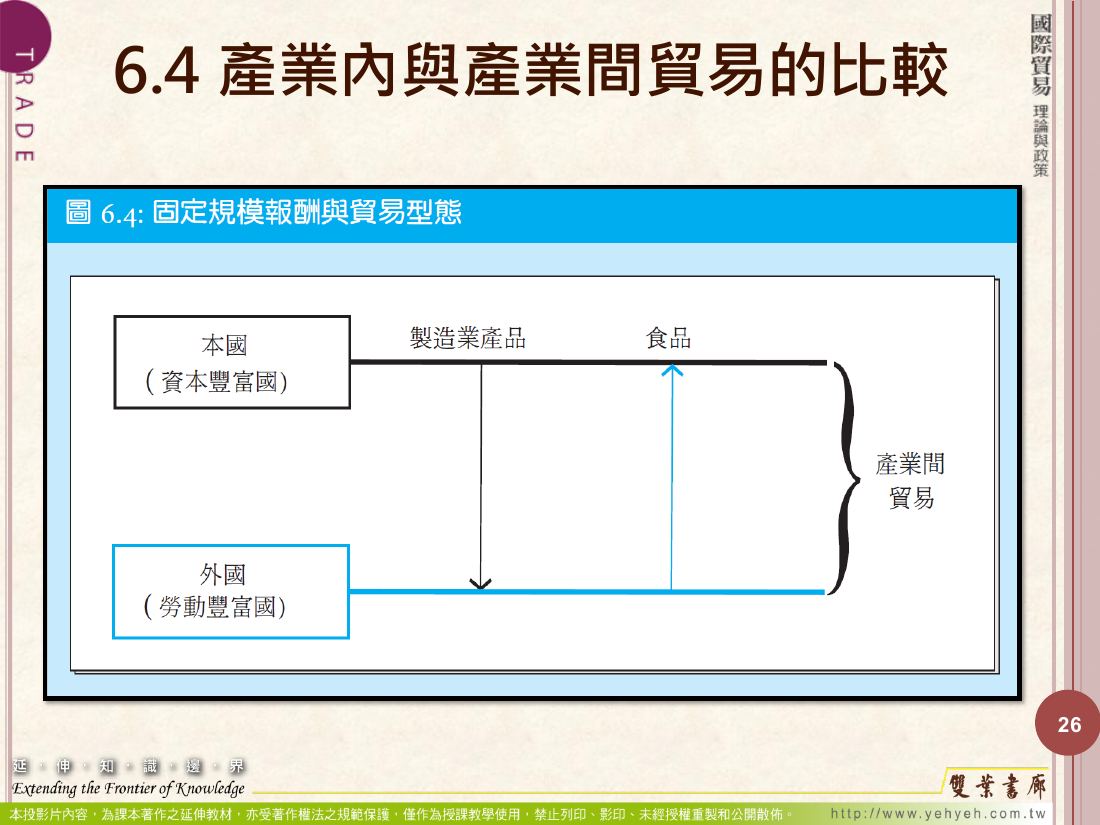 TRADE
6.4 產業內與產業間貿易的比較
國際貿易 理論與政策
圖 6.4: 固定規模報酬與貿易型態
本國
(資本豐富國)
製造業產品
食品
產業間
貿易
外國
(勞動豐富國)
26
延。伸。知。識。邊。界
Extending the Frontier of Knowledge
雙葉書廊
本投影片內容,為課本著作之延伸教材,亦受著作權法之規範保護,僅作為授課教學使用,禁止列印、影印、未經授權重製和公開散佈。
http://www.yehyeh.com.tw